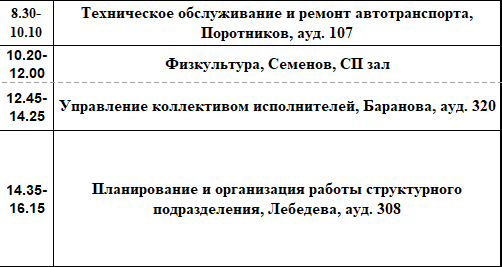 8.30-
10.10
Техническое обслуживание и ремонт автотранспорта,
Поротников, ауд. 107
10.20-
12.00
Физкультура, Семенов, СП зал
12.45-
14.25
Управление коллективом исполнителей, Баранова, ауд. 320
14.35-
16.15
Планирование и организация работы структурного
подразделения, Лебедева, ауд. 308